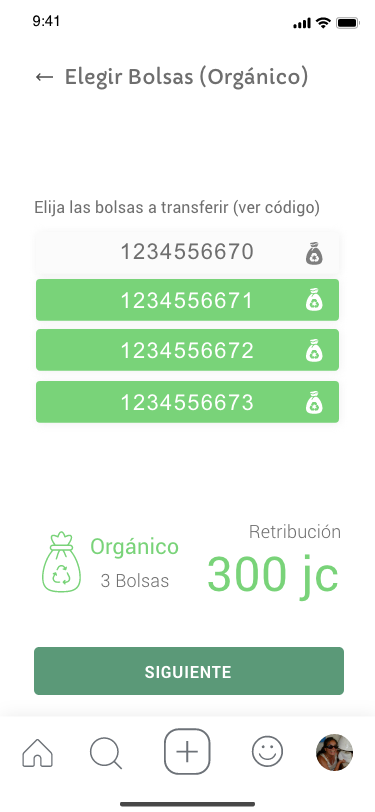 9:41
← Elegir Bolsas (Orgánico)
Elija las bolsas a transferir (ver código)
1234556670
1234556671
1234556672
1234556673
Retribución
Orgánico
300 jc
3 Bolsas
SIGUIENTE